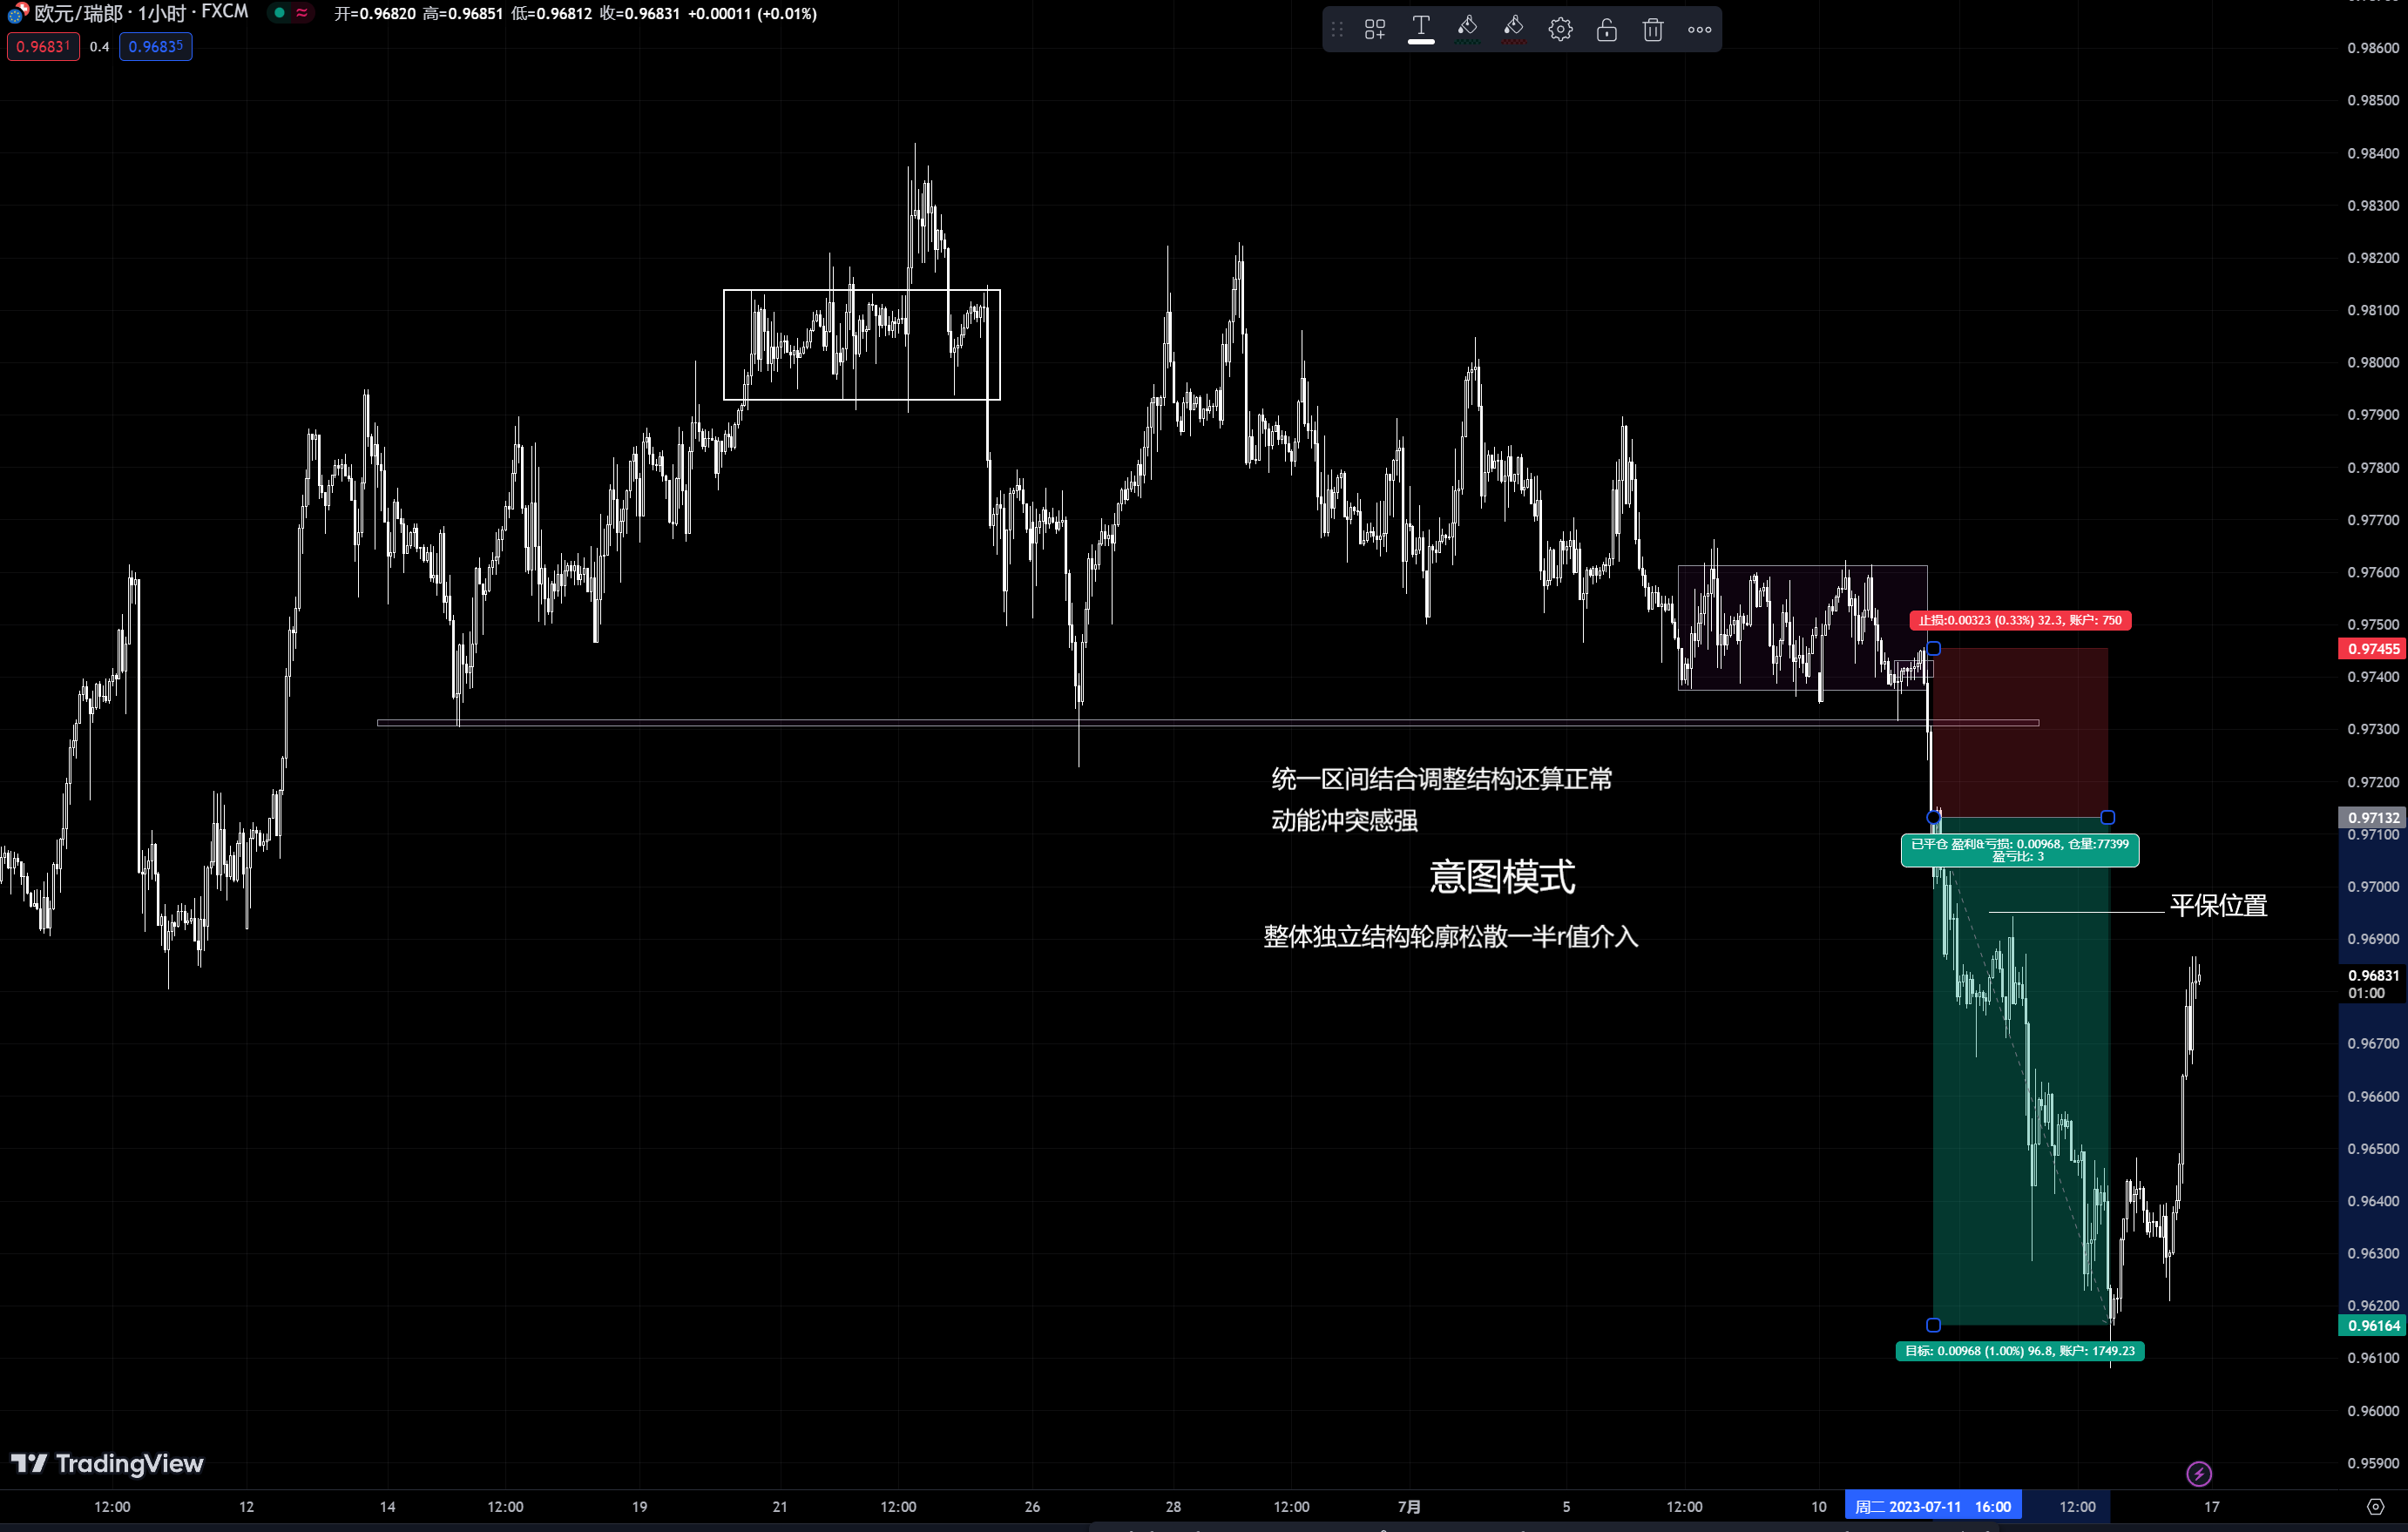 欧元/瑞郎 · 1小时 · FXCM
开=0.96820 高=0.96851 低=0.96812 收=0.96831 +0.00011 (+0.01%)
0.96831 0.4 0.96835
0.98600
0.98500
0.98400
0.98300
0.98200
0.98100
0.98000
0.97900
0.97800
0.97700
0.97600
0.97500
0.97455
0.97400
0.97300
0.97200
0.97132
0.97100
0.97000
0.96900
0.96831
01:00
0.96700
0.96600
0.96500
0.96400
0.96300
0.96200
0.96164
0.96100
0.96000
0.95900
止损:0.00323 (0.33%) 32.3, 账户: 750
统一区间结合调整结构还算正常
动能冲突感强
意图模式
整体独立结构轮廓松散一半r值介入
已平仓 盈利&亏损: 0.00968, 仓量:77399
盈亏比: 3
平保位置
目标: 0.00968 (1.00%) 96.8, 账户: 1749.23
TradingView
12:00 12 14 12:00 19 21 12:00 26 28 12:00 7月 5 12:00 10 周二 2023-07-11 16:00 12:00 17